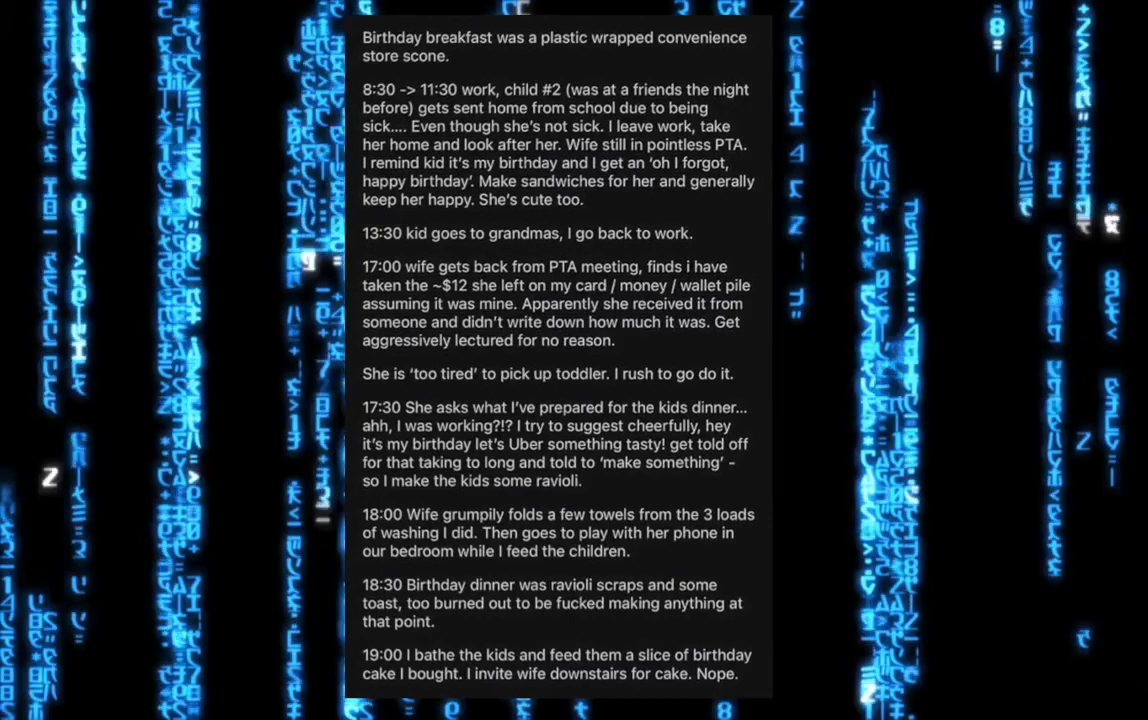 Birthday breakfast was a plastic wrapped convenience
store scone.
8:30 -> 11:30 work, child #2 (was at a friends the night
before) gets sent home from school due to being
sick.... Even though she's not sick. I leave work, take
her home and look after her. Wife still in pointless PTA.
I remind kid it's my birthday and I get an 'oh I forgot,
happy birthday'. Make sandwiches for her and generally
keep her happy. She's cute too.
13:30 kid goes to grandmas, I go back to work.
17:00 wife gets back from PTA meeting, finds i have
taken the ~$12 she left on my card / money / wallet pile
assuming it was mine. Apparently she received it from
someone and didn't write down how much it was. Get
aggressively lectured for no reason.
She is 'too tired' to pick up toddler. I rush to go do it.
17:30 She asks what I've prepared for the kids dinner...
ahh, I was working?!? I try to suggest cheerfully, hey
it's my birthday let's Uber something tasty! get told off
for that taking to long and told to 'make something' -
so I make the kids some ravioli.
18:00 Wife grumpily folds a few towels from the 3 loads
of washing I did. Then goes to play with her phone in
our bedroom while I feed the children.
18:30 Birthday dinner was ravioli scraps and some
toast, too burned out to be fucked making anything at
that point.
19:00 I bathe the kids and feed them a slice of birthday
cake I bought. I invite wife downstairs for cake. Nope.